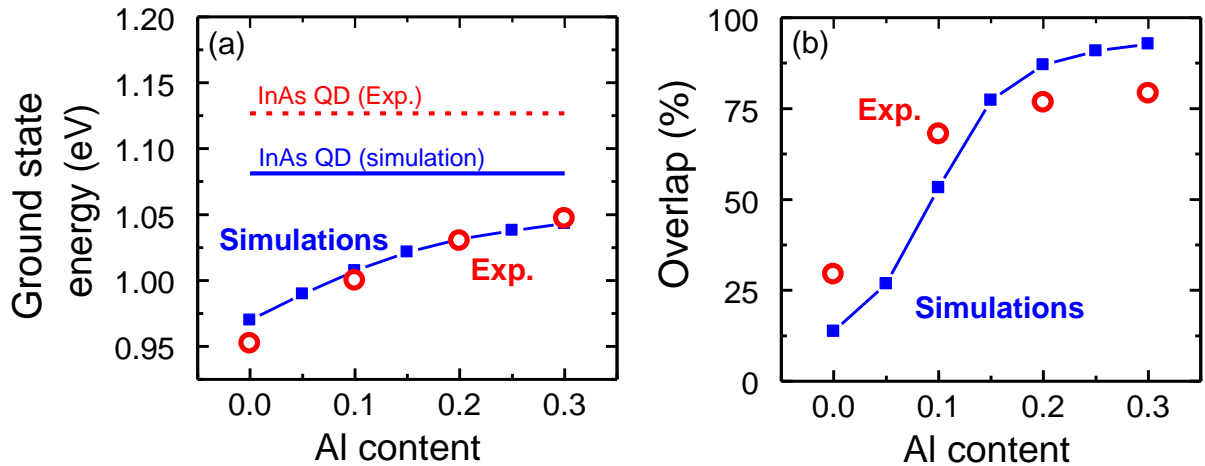 (a)
1.20
1.15
1.10
1.05
1.00
0.95
Ground state
energy (eV)
InAs QD (Exp.)
InAs QD (simulation)
Simulations
Exp.
0.0 0.1 0.2 0.3
Al content
(b)
100
75
50
25
0
Overlap (%)
Exp.
Simulations
0.0 0.1 0.2 0.3
Al content